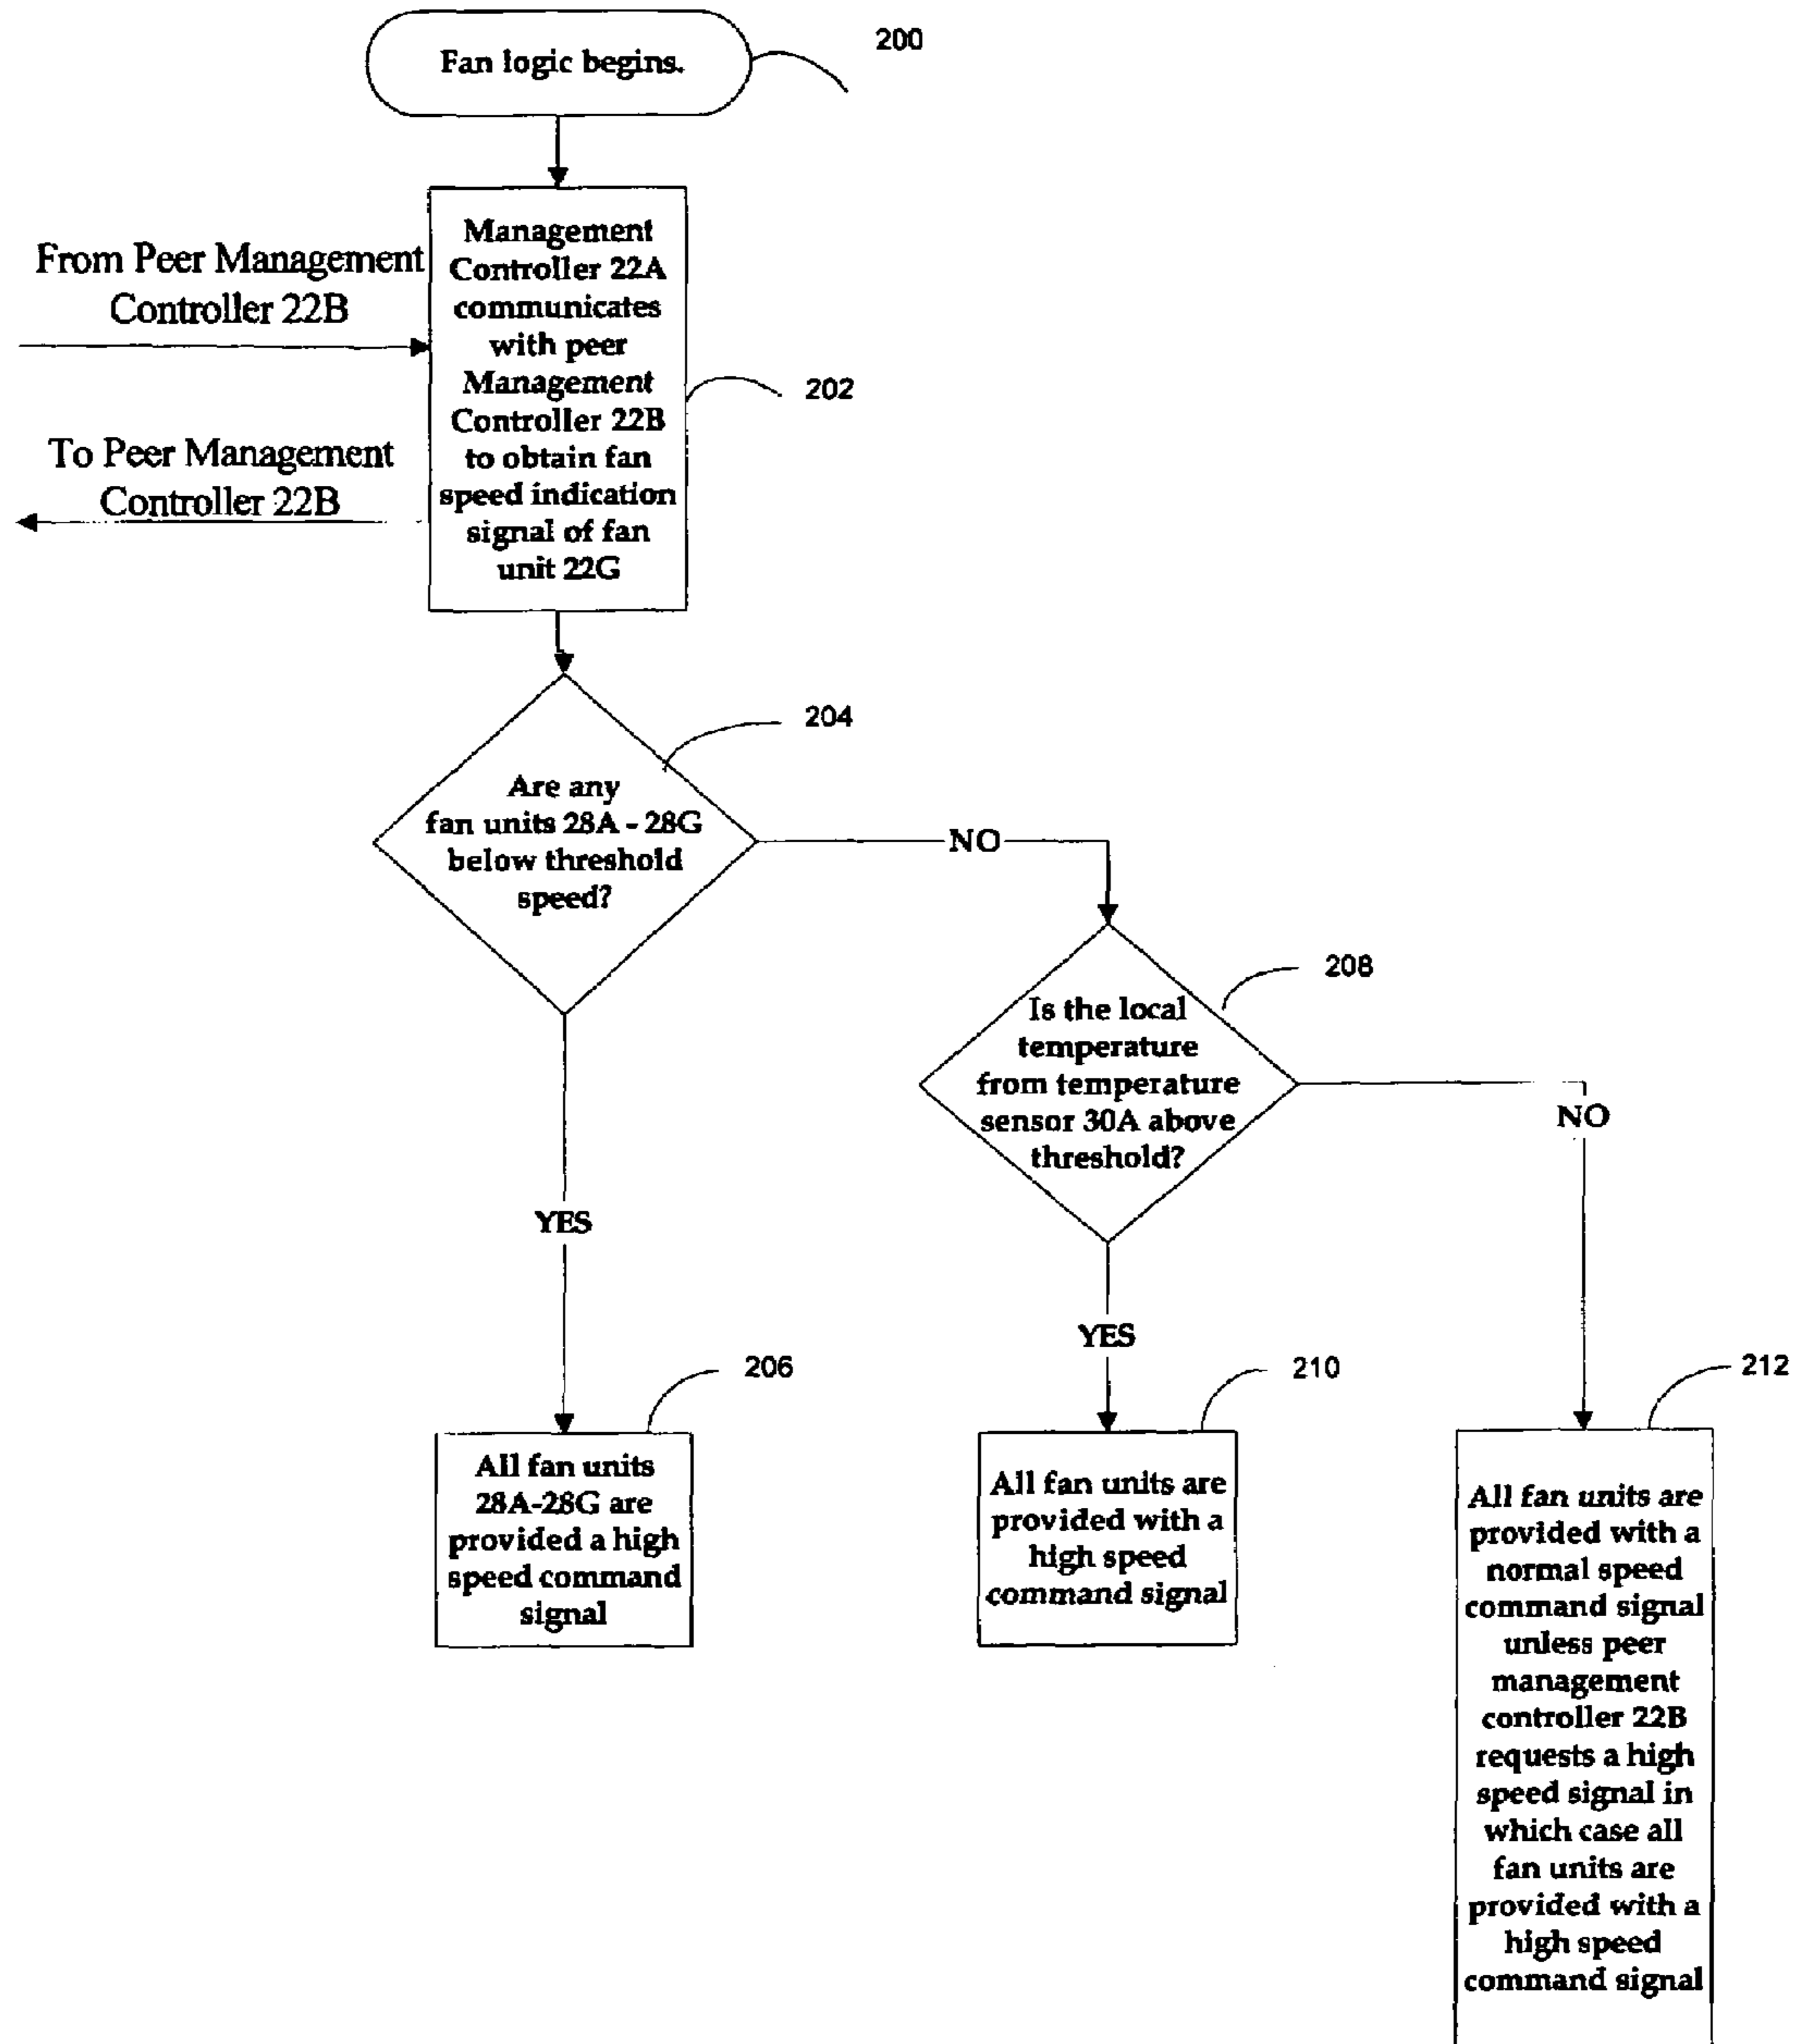 Fan logic begins.
200
From Peer Management
Controller 22B
To Peer Management
Controller 22B
Management
Controller 22A
communicates
with peer
Management
Controller 22B
to obtain fan
speed indication
signal of fan
unit 22G
202
204
Are any
fan units 28A - 28G
below threshold
speed?
NO
208
Is the local
temperature
from temperature
sensor 30A above
threshold?
NO
YES
YES
206
All fan units
28A-28G are
provided a high
speed command
signal
210
All fan units are
provided with a
high speed
command signal
212
All fan units are
provided with a
normal speed
command signal
unless peer
management
controller 22B
requests a high
speed signal in
which case all
fan units are
provided with a
high speed
command signal